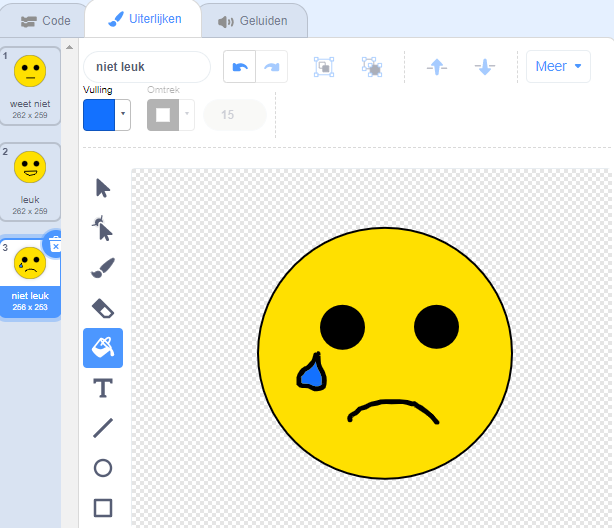 Code
Uiterlijken
Geluiden
1
weet niet
262 x 259
2
leuk
262 x 259
3
niet leuk
256 x 253
niet leuk
Meer
Vulling
Omtrek
15
T